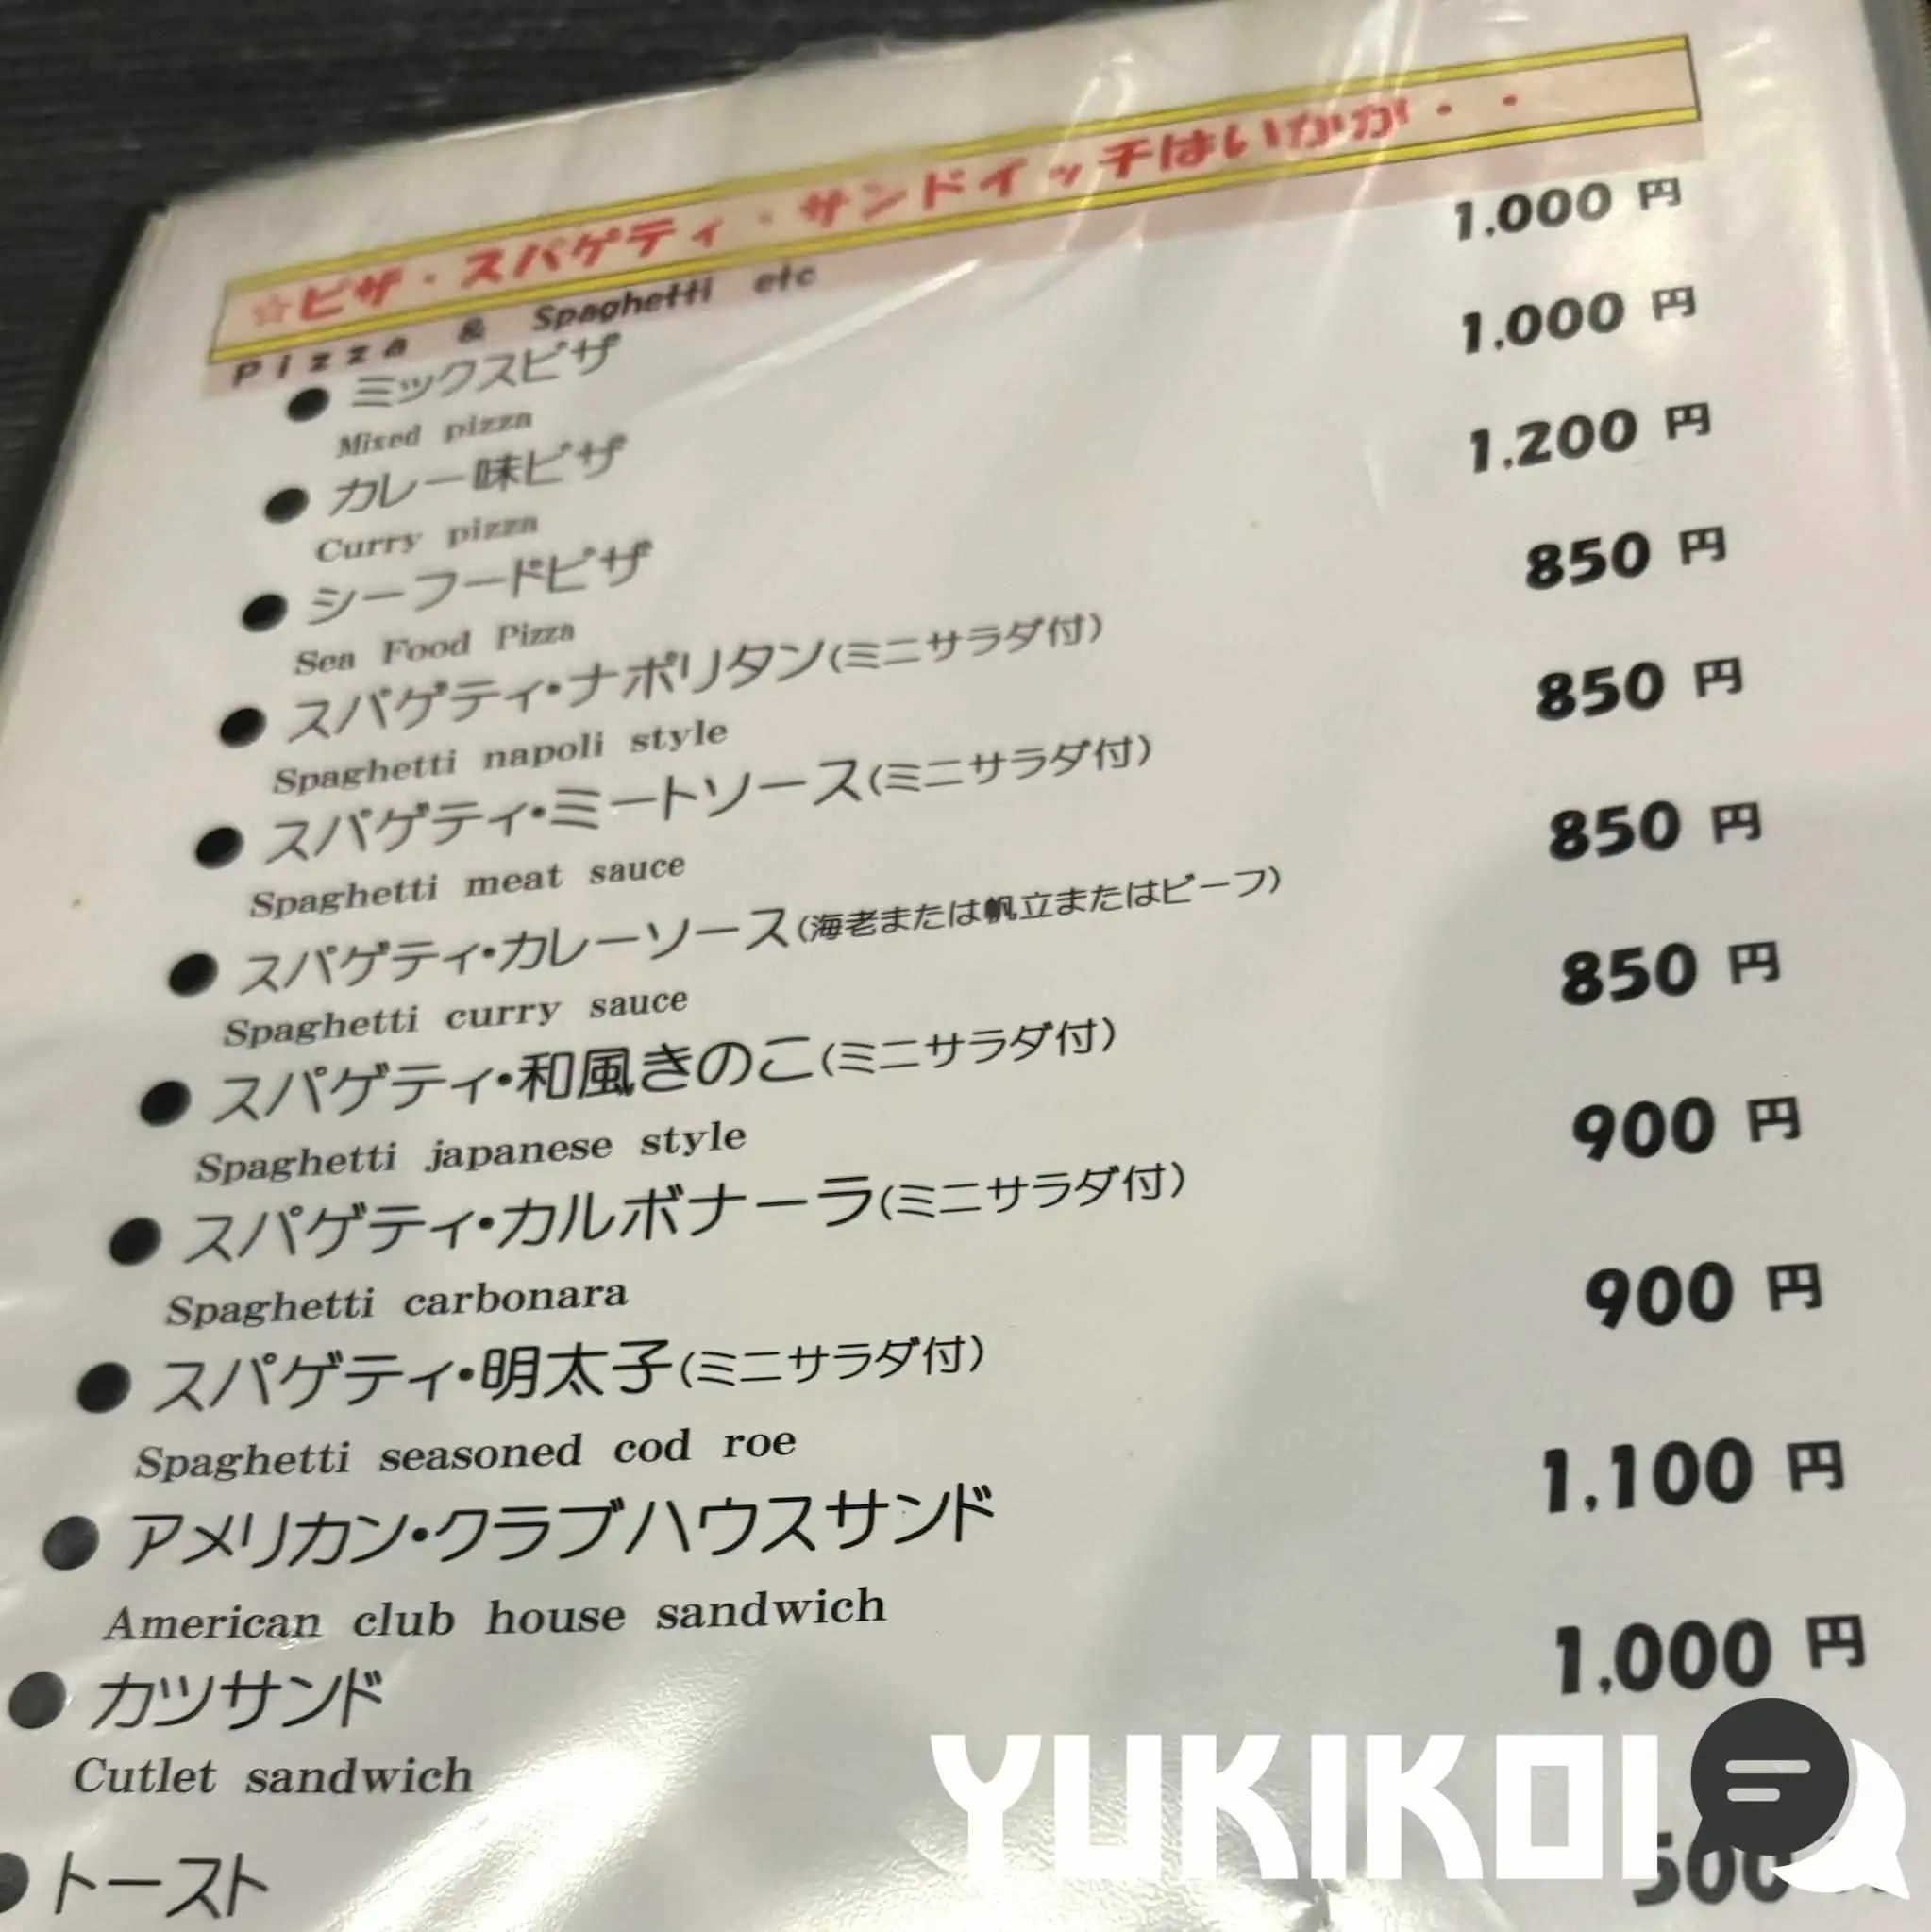 ☆ピザ・スパゲティ・サンドイッチはいかが・・
Pizza & Spaghetti etc
●ミックスピザ 1.000 円
Mixed pizza
●カレー味ピザ 1.000 円
Curry pizza
●シーフードピザ 1.200 円
Sea Food Pizza
●スパゲティ・ナポリタン(ミニサラダ付) 850 円
Spaghetti napoli style
●スパゲティ・ミートソース(ミニサラダ付) 850 円
Spaghetti meat sauce
●スパゲティ・カレーソース(海老または帆立またはビーフ) 850 円
Spaghetti curry sauce
●スパゲティ・和風きのこ(ミニサラダ付) 850 円
Spaghetti japanese style
●スパゲティ・カルボナーラ(ミニサラダ付) 900 円
Spaghetti carbonara
●スパゲティ・明太子(ミニサラダ付) 900 円
Spaghetti seasoned cod roe
●アメリカン・クラブハウスサンド 1,100 円
American club house sandwich
●カツサンド 1,000 円
Cutlet sandwich
●トースト 500
YUKIKOI